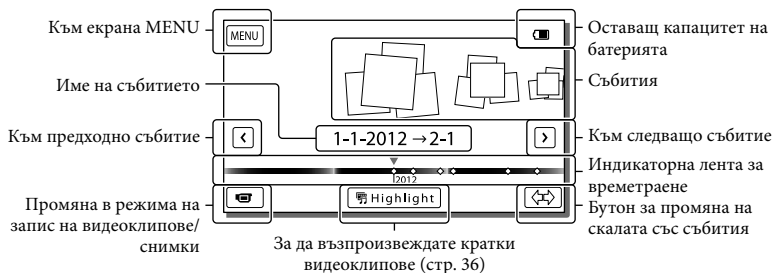 Към екрана MENU
MENU
Оставащ капацитет на
батерията
Име на събитието
Събития
Към предходно събитие
1-1-2012 →2-1
Към следващо събитие
2012
Индикаторна лента за
времетраене
Промяна в режима на
запис на видеоклипове/
снимки
Highlight
Бутон за промяна на
скалата със събития
За да възпроизвеждате кратки
видеоклипове (стр. 36)